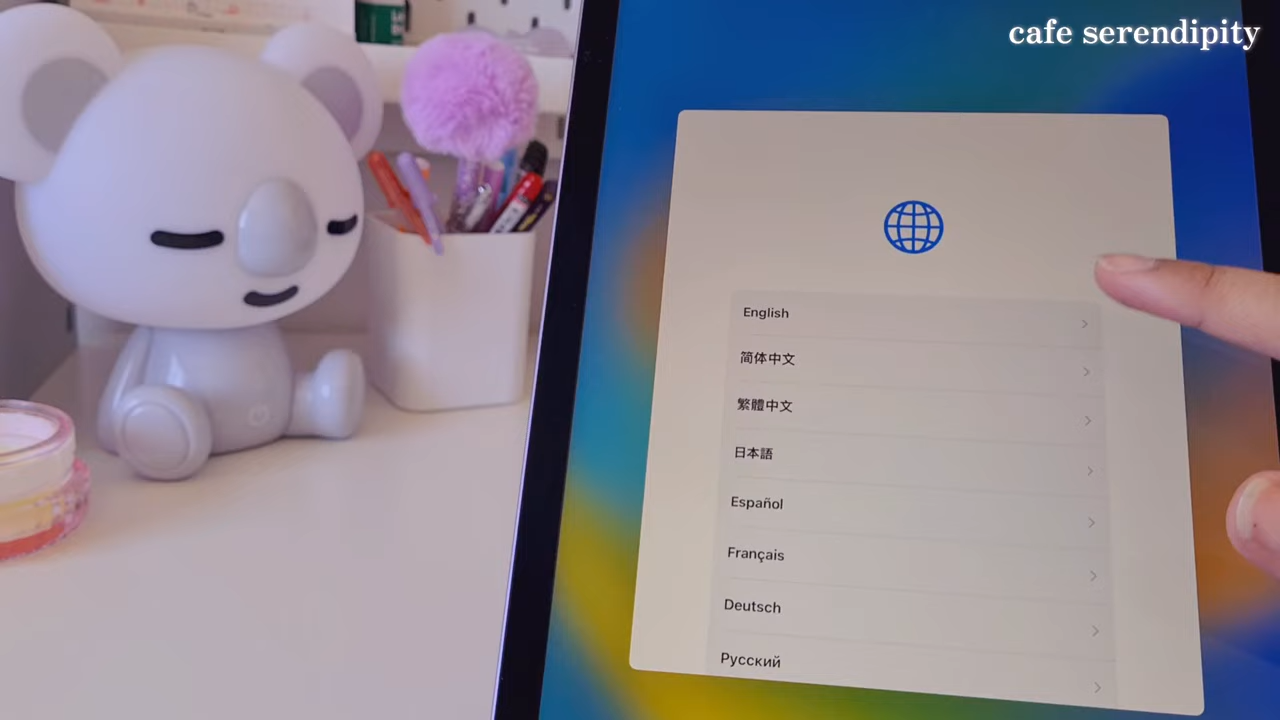 cafe serendipity
English
简体中文
繁體中文
日本語
Español
Français
Deutsch
Русский